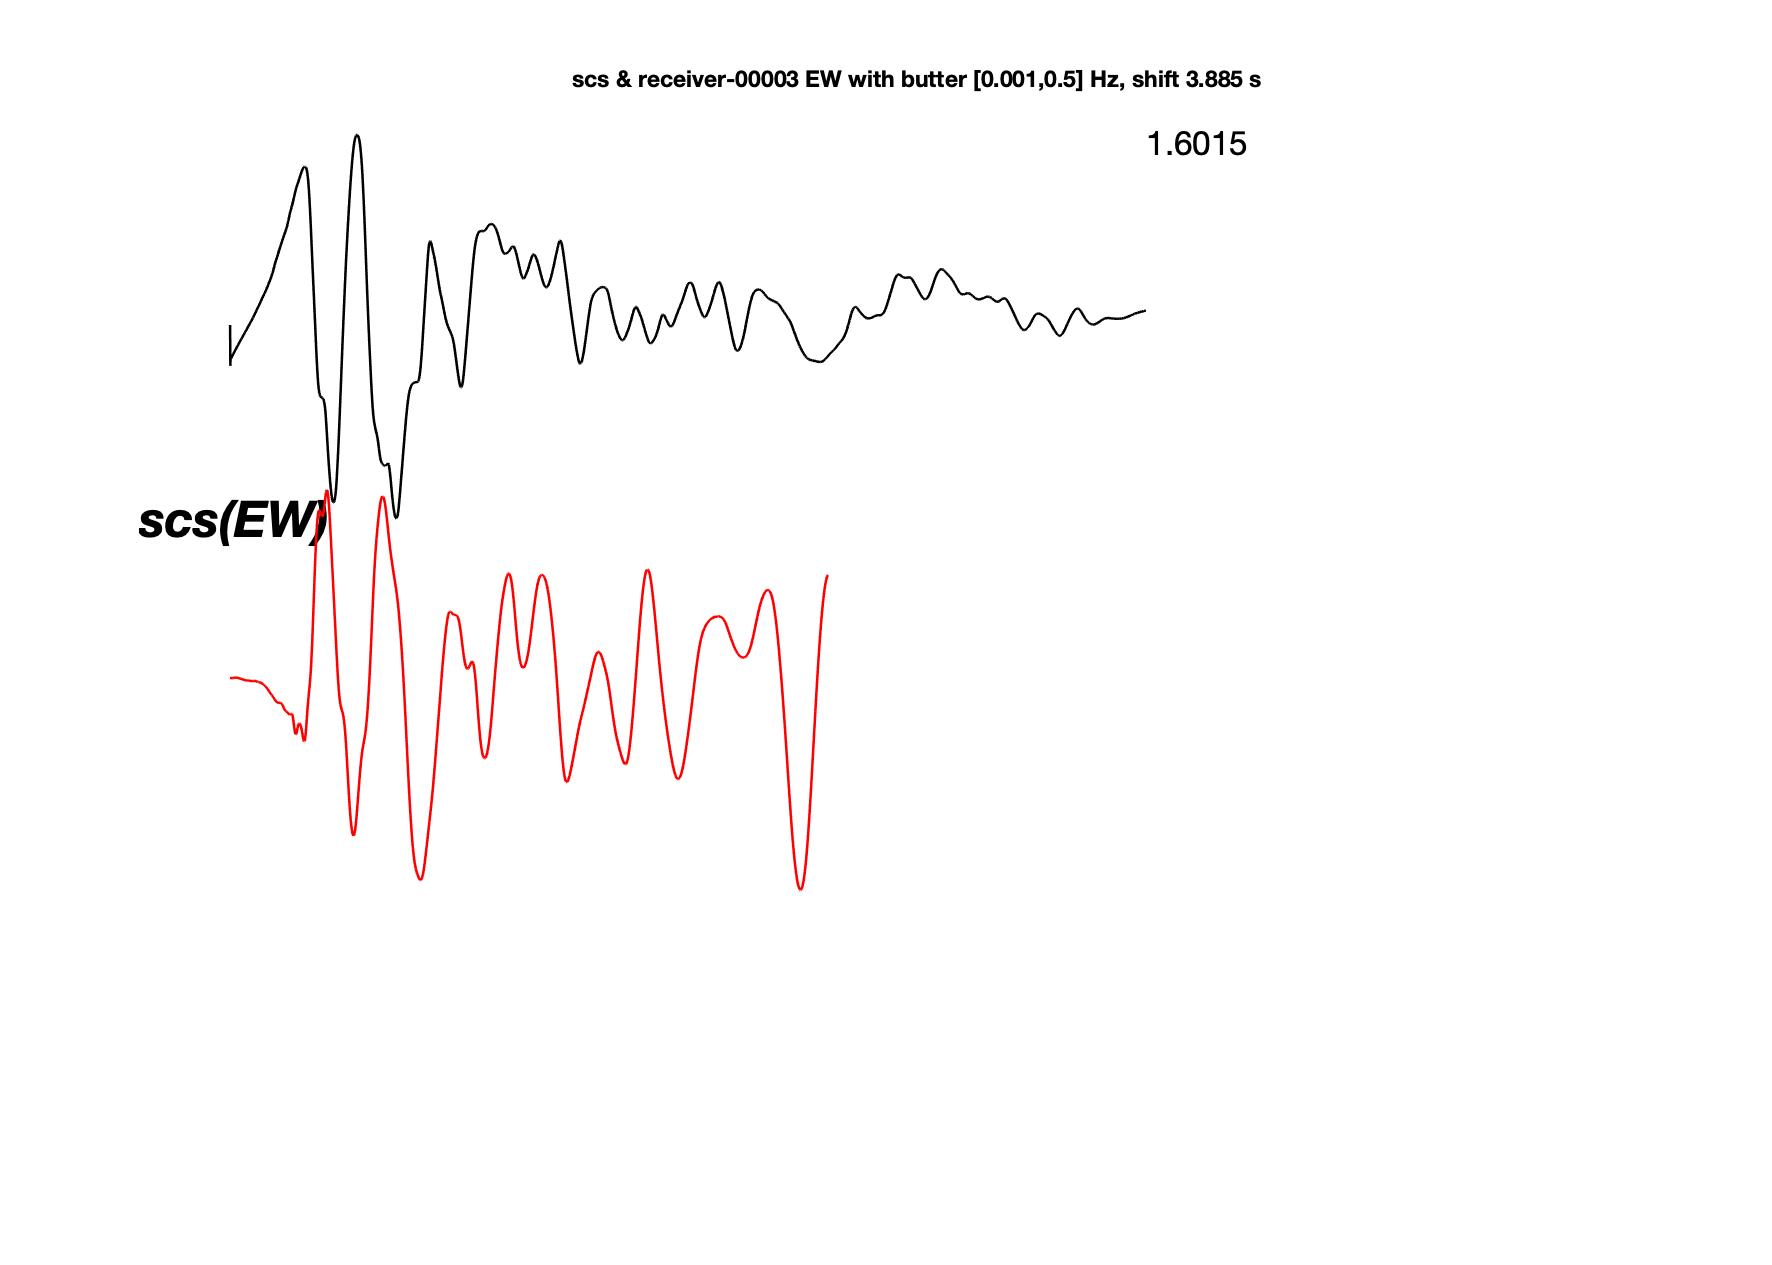 scs & receiver-00003 EW with butter [0.001,0.5] Hz, shift 3.885 s
1.6015
scs(EW)